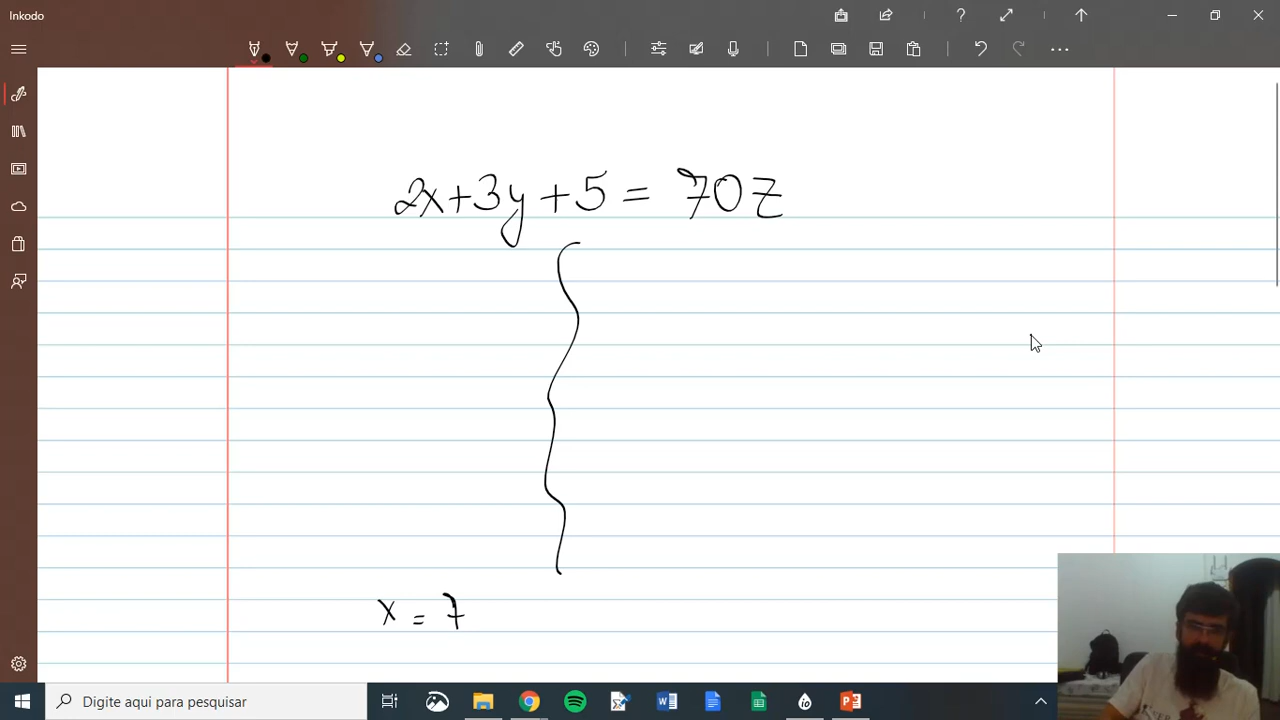 Inkodo
2x+3y+5= 70Z
x = 7
Digite aqui para pesquisar